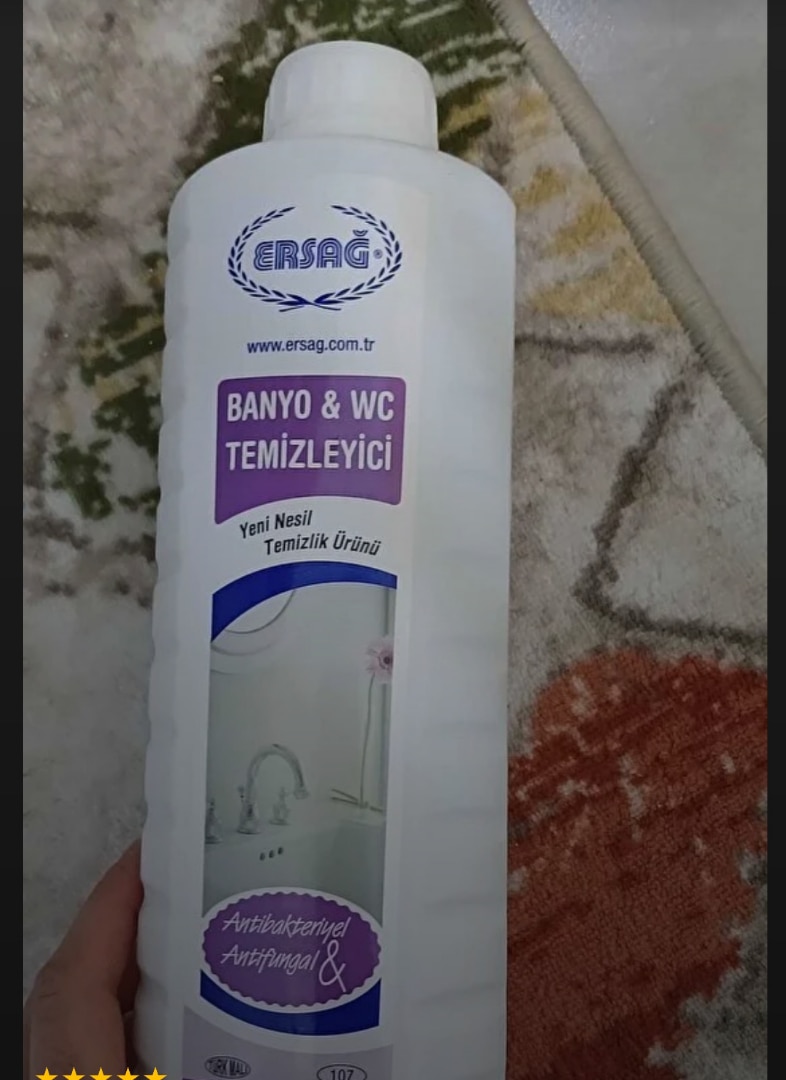 ERSAĞ®
www.ersag.com.tr
BANYO & WC
TEMİZLEYİCİ
Yeni Nesil
Temizlik Ürünü
Antibakteriyel
& Antifungal
TÜRK MALI
107